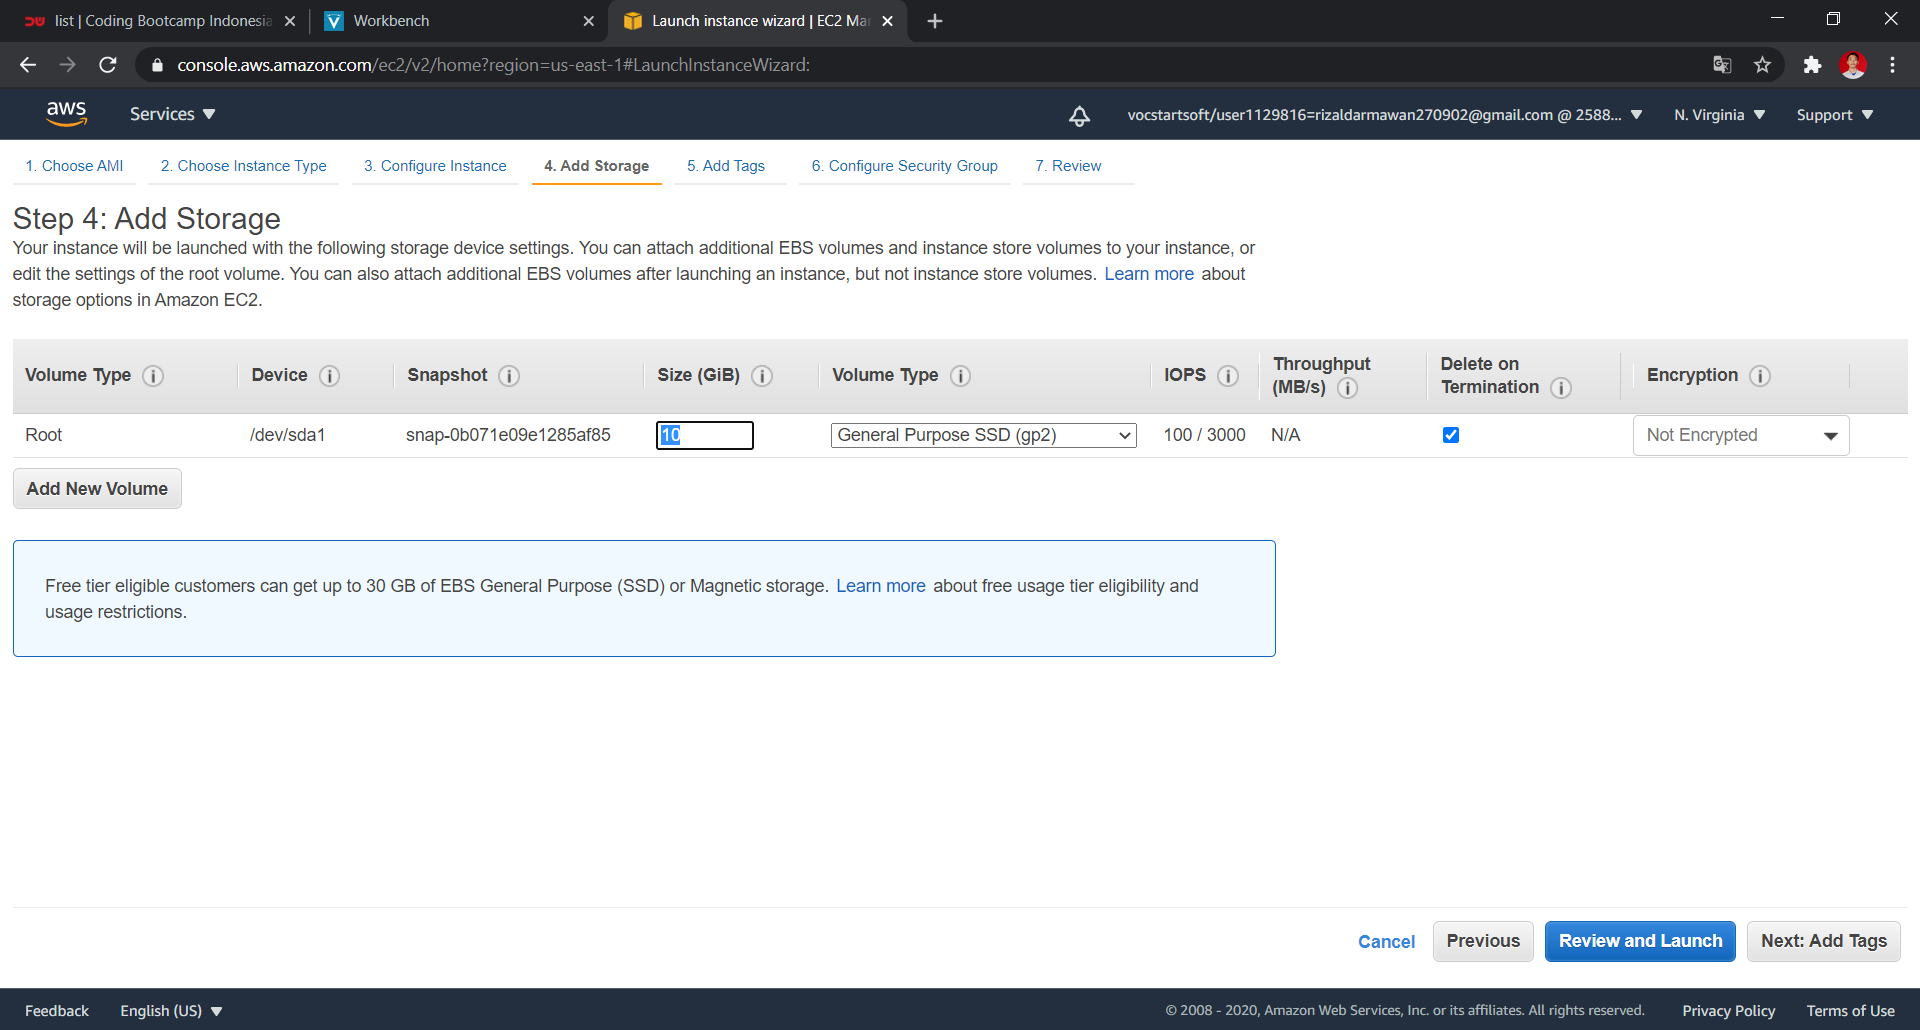 list | Coding Bootcamp Indonesia
Workbench
Launch instance wizard | EC2 Ma
console.aws.amazon.com/ec2/v2/home?region=us-east-1#LaunchInstanceWizard:
aws
Services
vocstartsoft/user1129816=rizaldarmawan270902@gmail.com @ 2588...
N. Virginia
Support
1. Choose AMI
2. Choose Instance Type
3. Configure Instance
4. Add Storage
5. Add Tags
6. Configure Security Group
7. Review
Step 4: Add Storage
Your instance will be launched with the following storage device settings. You can attach additional EBS volumes and instance store volumes to your instance, or
edit the settings of the root volume. You can also attach additional EBS volumes after launching an instance, but not instance store volumes. Learn more about
storage options in Amazon EC2.
Volume Type
Device
Snapshot
Size (GiB)
Volume Type
IOPS
Throughput
(MB/s)
Delete on
Termination
Encryption
Root
/dev/sda1
snap-0b071e09e1285af85
10
General Purpose SSD (gp2)
100 / 3000
N/A
Not Encrypted
Add New Volume
Free tier eligible customers can get up to 30 GB of EBS General Purpose (SSD) or Magnetic storage. Learn more about free usage tier eligibility and
usage restrictions.
Cancel
Previous
Review and Launch
Next: Add Tags
Feedback
English (US)
© 2008 - 2020, Amazon Web Services, Inc. or its affiliates. All rights reserved.
Privacy Policy
Terms of Use